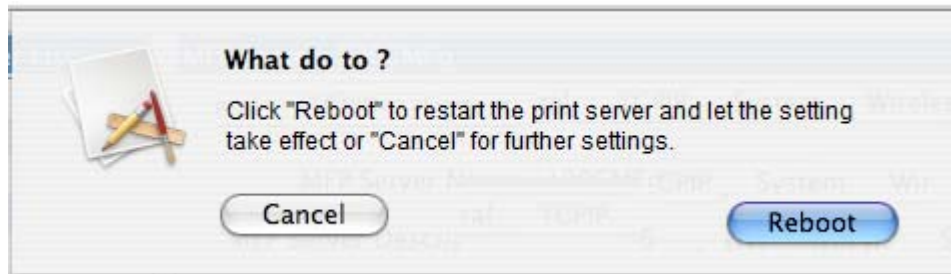 What do to ?
Click "Reboot" to restart the print server and let the setting
take effect or "Cancel" for further settings.
Cancel
Reboot